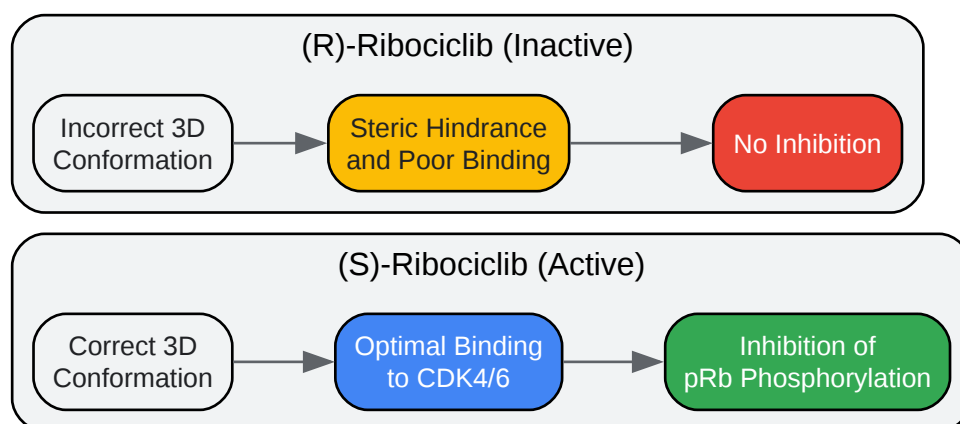 (R)-Ribociclib (Inactive)
Incorrect 3D
Conformation
Steric Hindrance
and Poor Binding
No Inhibition
(S)-Ribociclib (Active)
Correct 3D
Conformation
Optimal Binding
to CDK4/6
Inhibition of
pRb Phosphorylation